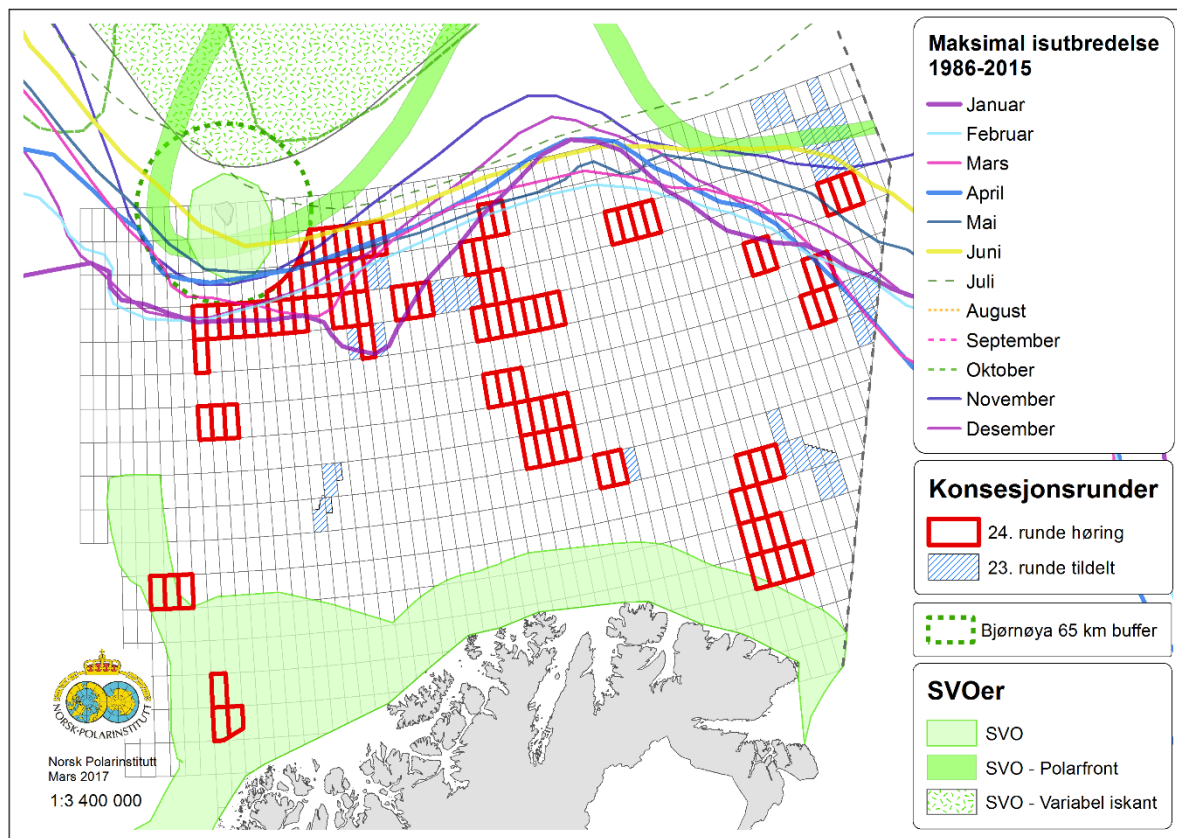 Maksimal isutbredelse
1986-2015
Januar
Februar
Mars
April
Mai
Juni
Juli
August
September
Oktober
November
Desember
Konsesjonsrunder
24. runde høring
23. runde tildelt
Bjørnøya 65 km buffer
SVOer
SVO
SVO - Polarfront
SVO - Variabel iskant
NORSK-POLARINSTITUTT
Norsk Polarinstitutt
Mars 2017
1:3 400 000